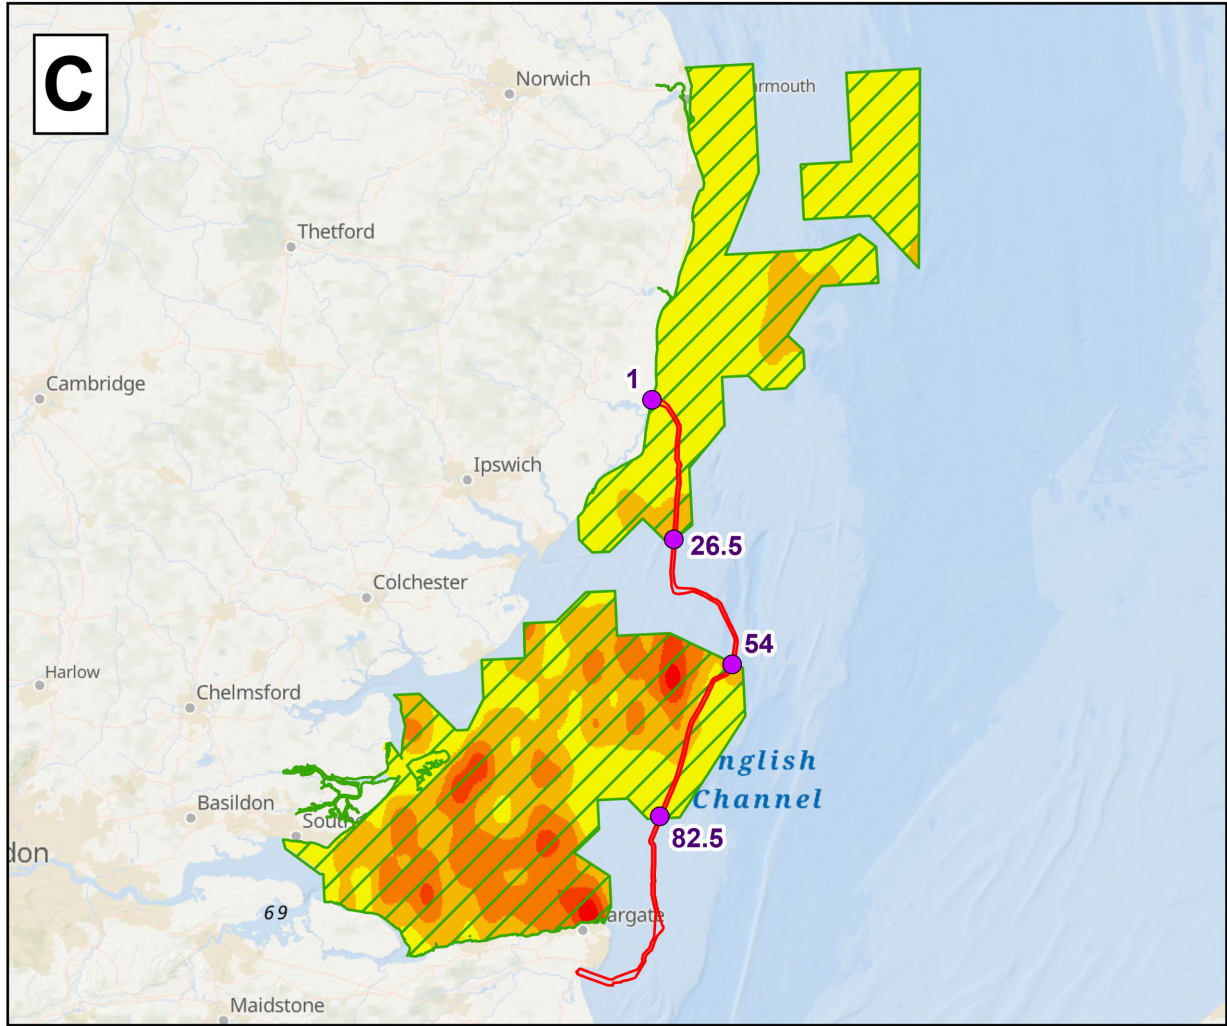 C
Norwich
rmouth
Thetford
Cambridge
1
Ipswich
26.5
Colchester
54
Harlow
Chelmsford
nglish
Channel
Basildon
South
82.5
don
69
argate
Maidstone